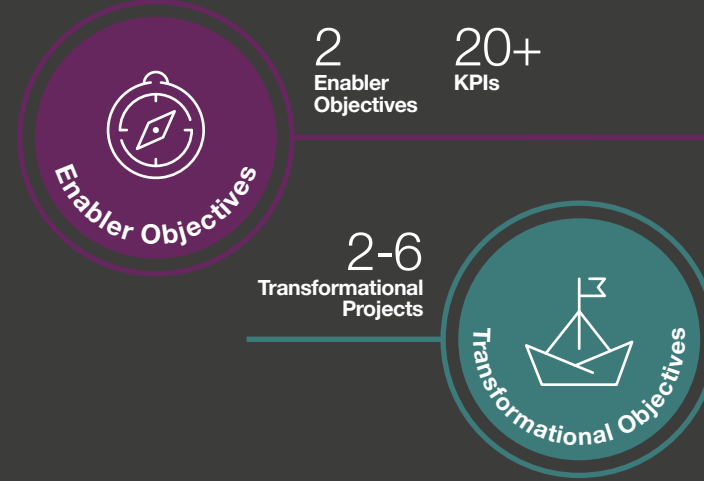 2
Enabler
Objectives
20+
KPIs
Enabler Objectives
2-6
Transformational
Projects
Transformational Objectives